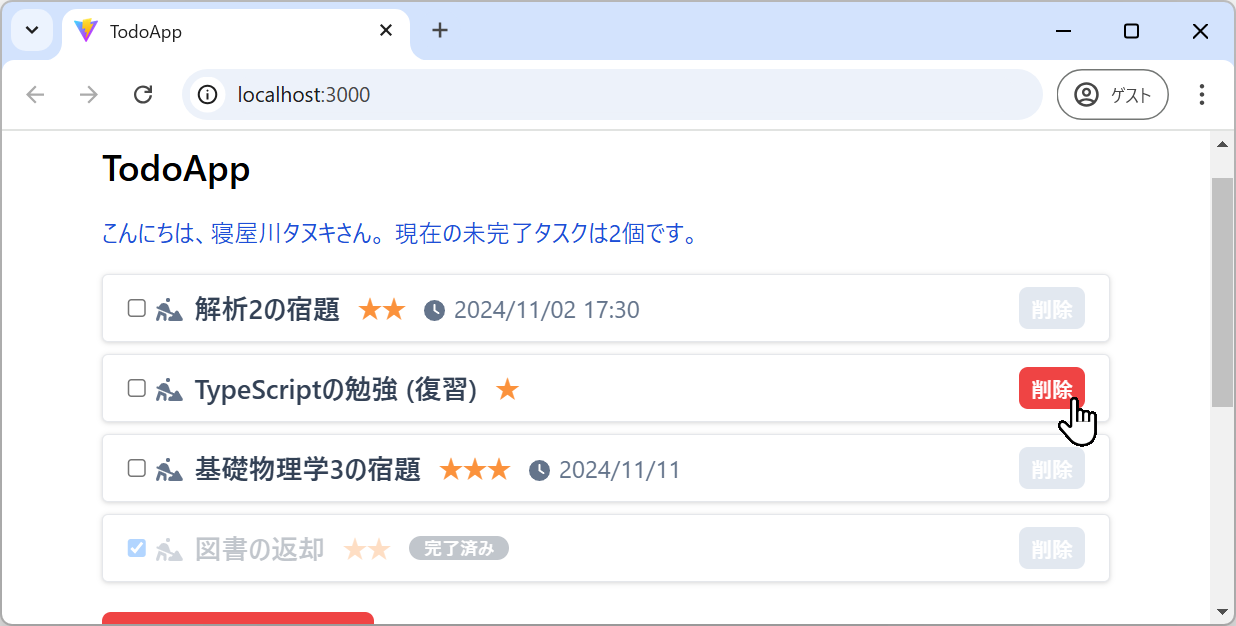 TodoApp
localhost:3000
ゲスト
TodoApp
こんにちは、寝屋川タヌキさん。現在の未完了タスクは2個です。
解析2の宿題 ★★ 2024/11/02 17:30 削除
TypeScriptの勉強 (復習) ★ 削除
基礎物理学3の宿題 ★★★ 2024/11/11 削除
図書の返却 ★★ 完了済み 削除